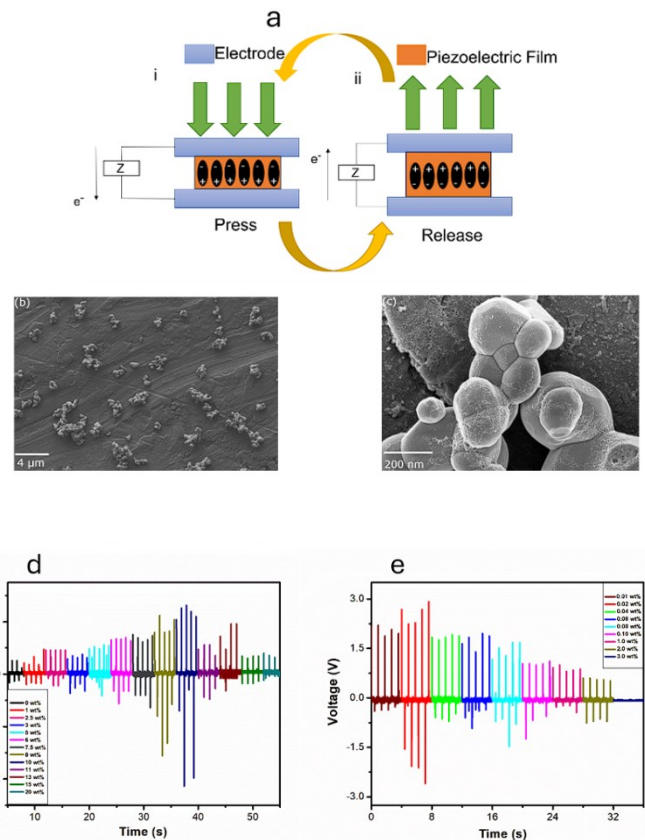 a
Electrode
Piezoelectric Film
i
ii
Z
e-
Press
e-
Z
Release
(b)
4 μm
(c)
200 nm
d
0 wt%
1 wt%
2.5 wt%
3 wt%
5 wt%
6 wt%
7.5 wt%
8 wt%
10 wt%
11 wt%
13 wt%
15 wt%
20 wt%
10 20 30 40 50
Time (s)
e
Voltage (V)
3.0
1.5
0.0
-1.5
-3.0
0.01 wt%
0.02 wt%
0.04 wt%
0.06 wt%
0.08 wt%
0.10 wt%
1.0 wt%
2.0 wt%
3.0 wt%
0 8 16 24 32
Time (s)